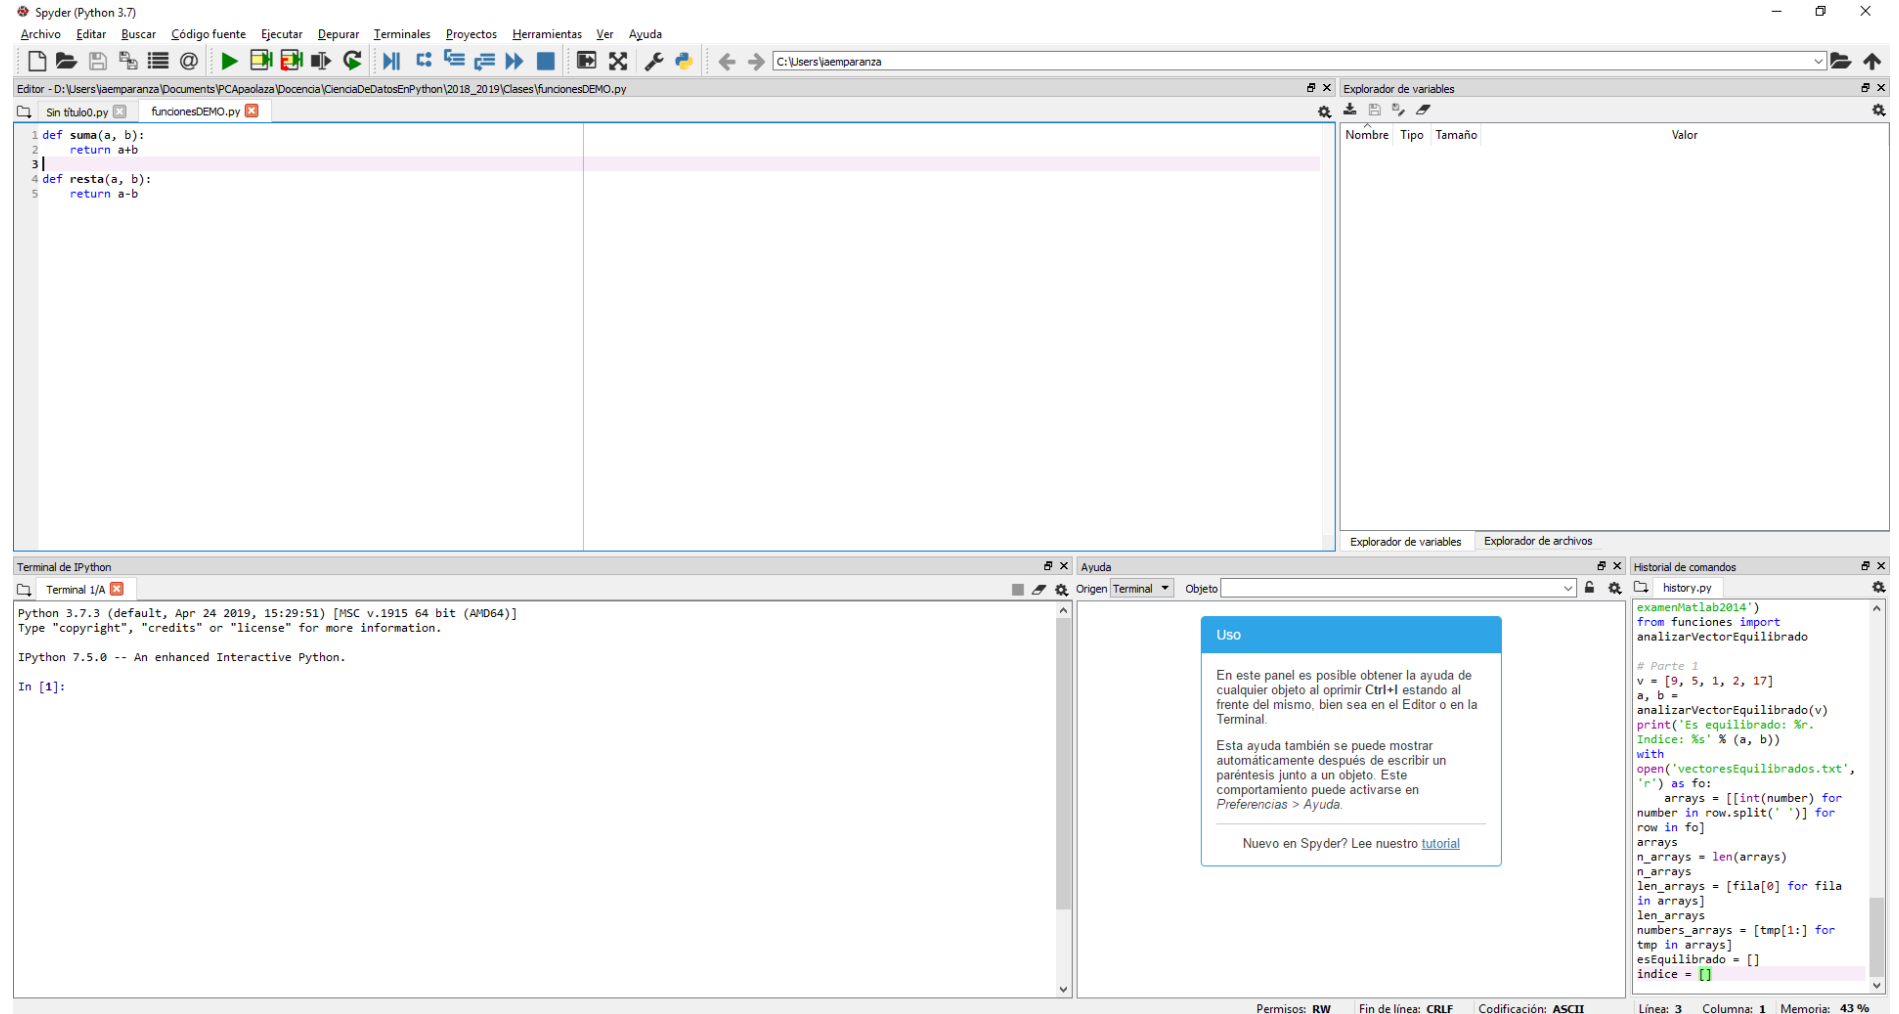 Spyder (Python 3.7)
Archivo Editar Buscar Código fuente Ejecutar Depurar Terminales Proyectos Herramientas Ver Ayuda
C:\Users\iaemparanza
Editor - D:\Users\iaemparanza\Documents\PCApaolaza\Docencia\CienciaDeDatosEnPython\2018_2019\Clases\funcionesDEMO.py
Sin título0.py
funcionesDEMO.py
1 def suma(a, b):
2     return a+b
3
4 def resta(a, b):
5     return a-b
Explorador de variables
Nombre Tipo Tamaño Valor
Explorador de variables Explorador de archivos
Terminal de IPython
Terminal 1/A
Python 3.7.3 (default, Apr 24 2019, 15:29:51) [MSC v.1915 64 bit (AMD64)]
Type "copyright", "credits" or "license" for more information.
IPython 7.5.0 -- An enhanced Interactive Python.
In [1]:
Ayuda
Origen Terminal Objeto
Uso
En este panel es posible obtener la ayuda de
cualquier objeto al oprimir Ctrl+I estando al
frente del mismo, bien sea en el Editor o en la
Terminal.
Esta ayuda también se puede mostrar
automáticamente después de escribir un
paréntesis junto a un objeto. Este
comportamiento puede activarse en
Preferencias > Ayuda.
Nuevo en Spyder? Lee nuestro tutorial
Historial de comandos
history.py
examenMatlab2014')
from funciones import
analizarVectorEquilibrado
# Parte 1
v = [9, 5, 1, 2, 17]
a, b =
analizarVectorEquilibrado(v)
print('Es equilibrado: %r.
Indice: %s' % (a, b))
with
open('vectoresEquilibrados.txt',
'r') as fo:
    arrays = [[int(number) for
number in row.split(' ')] for
row in fo]
arrays
n_arrays = len(arrays)
n_arrays
len_arrays = [fila[0] for fila
in arrays]
len_arrays
numbers_arrays = [tmp[1:] for
tmp in arrays]
esEquilibrado = []
indice = []
Permisos: RW Fin de línea: CRLF Codificación: ASCII Línea: 3 Columna: 1 Memoria: 43 %